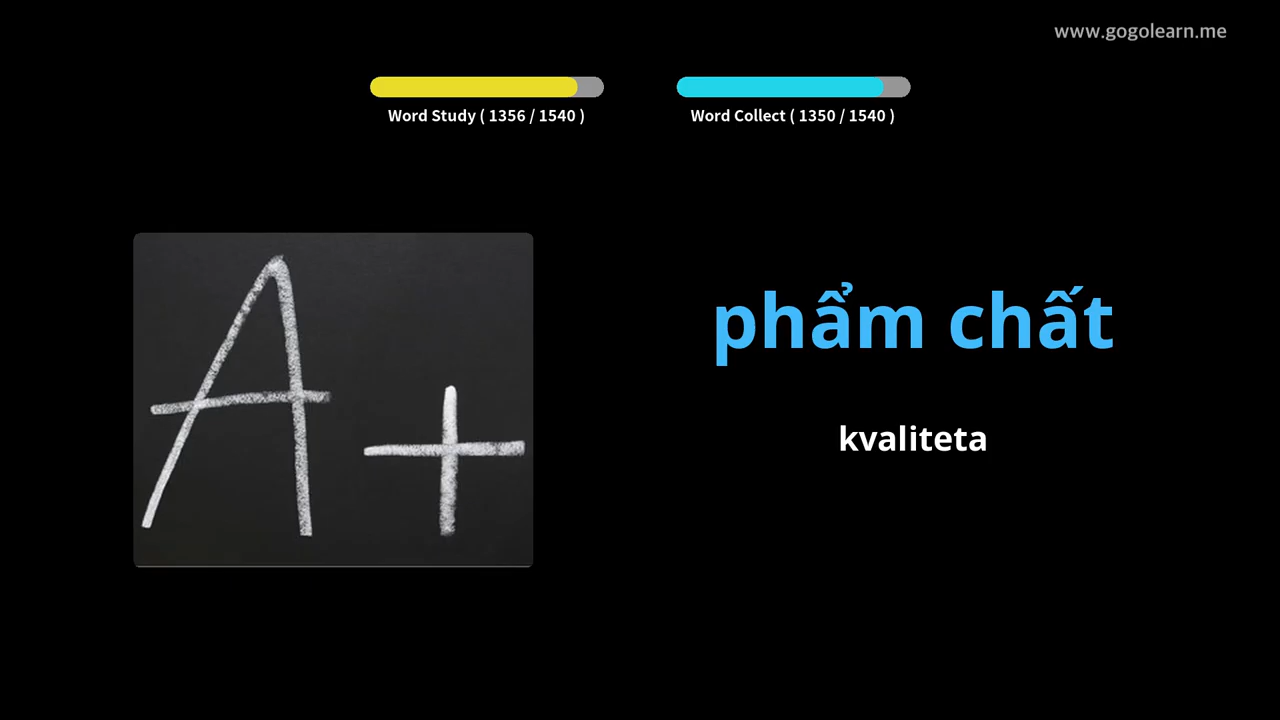 www.gogolearn.me
Word Study ( 1356 / 1540 )
Word Collect ( 1350 / 1540 )
A+
phẩm chất
kvaliteta